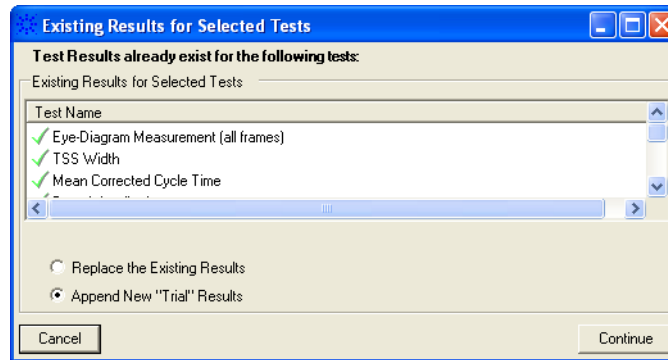 Existing Results for Selected Tests
Test Results already exist for the following tests:
Existing Results for Selected Tests
Test Name
Eye-Diagram Measurement (all frames)
TSS Width
Mean Corrected Cycle Time
Replace the Existing Results
Append New "Trial" Results
Cancel
Continue